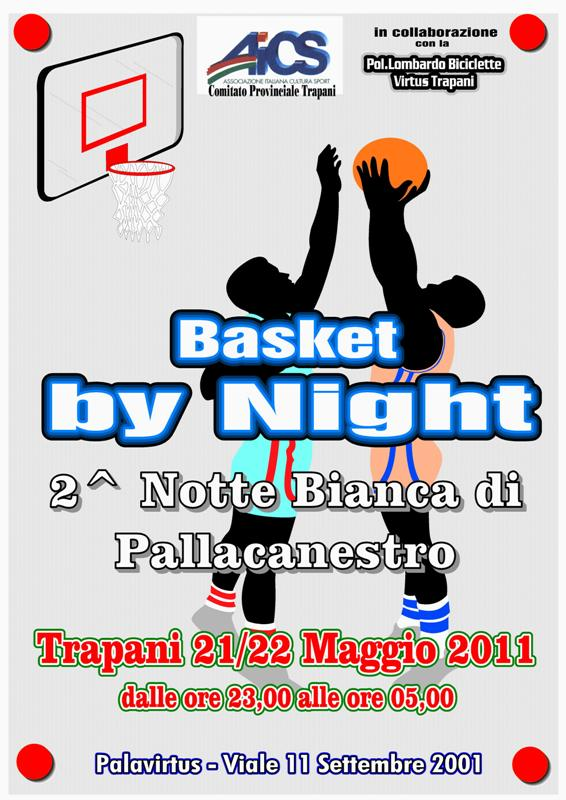 AiCS
ASSOCIAZIONE ITALIANA CULTURA SPORT
Comitato Provinciale Trapani
in collaborazione
con la
Pol.Lombardo Biciclette
Virtus Trapani
Basket
by Night
2^ Notte Bianca di
Pallacanestro
Trapani 21/22 Maggio 2011
dalle ore 23,00 alle ore 05,00
Palavirtus - Viale 11 Settembre 2001